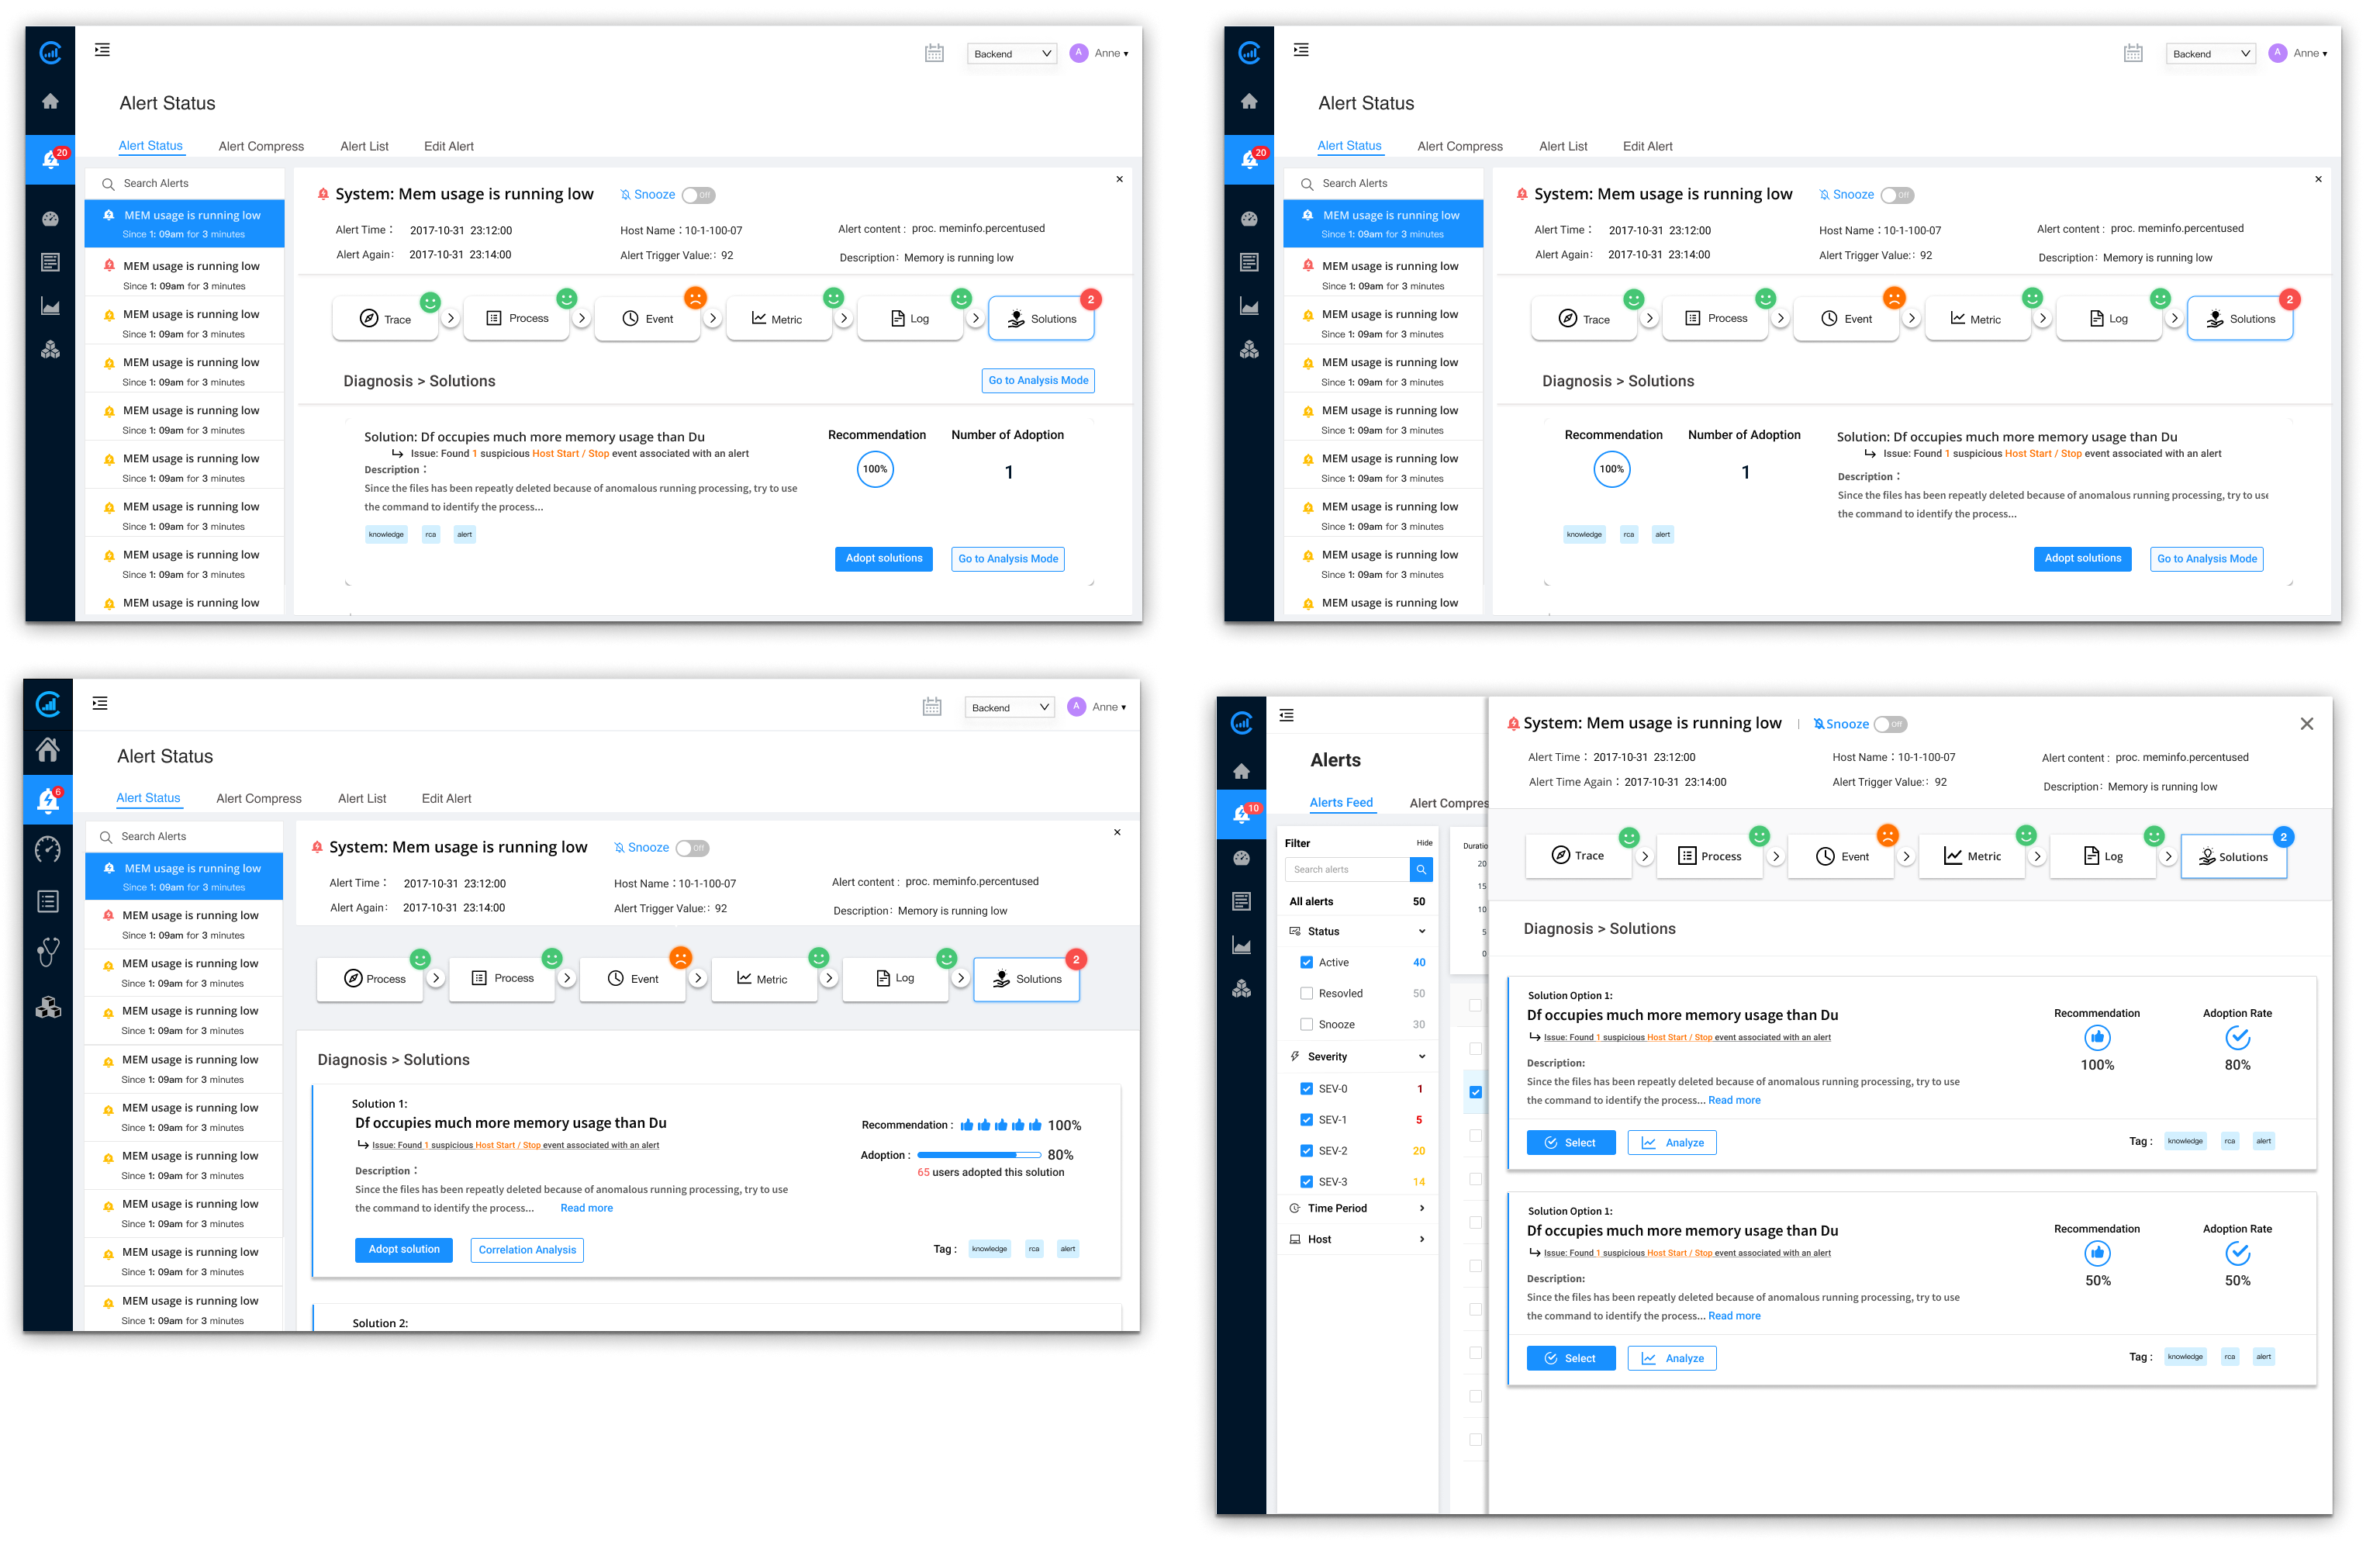 Backend
A
Anne
Alert Status
Alert Status
Alert Compress
Alert List
Edit Alert
20
Search Alerts
MEM usage is running low
Since 1: 09am for 3 minutes
MEM usage is running low
Since 1: 09am for 3 minutes
MEM usage is running low
Since 1: 09am for 3 minutes
MEM usage is running low
Since 1: 09am for 3 minutes
MEM usage is running low
Since 1: 09am for 3 minutes
MEM usage is running low
Since 1: 09am for 3 minutes
MEM usage is running low
Since 1: 09am for 3 minutes
MEM usage is running low
Since 1: 09am for 3 minutes
MEM usage is running low
System: Mem usage is running low
Snooze
Off
Alert Time： 2017-10-31 23:12:00
Host Name：10-1-100-07
Alert content : proc. meminfo.percentused
Alert Again: 2017-10-31 23:14:00
Alert Trigger Value:: 92
Description: Memory is running low
Trace
Process
Event
Metric
Log
Solutions
2
Diagnosis > Solutions
Go to Analysis Mode
Solution: Df occupies much more memory usage than Du
Issue: Found 1 suspicious Host Start / Stop event associated with an alert
Description：
Since the files has been repeatly deleted because of anomalous running processing, try to use
the command to identify the process...
knowledge
rca
alert
Recommendation
Number of Adoption
100%
1
Adopt solutions
Go to Analysis Mode
Backend
A
Anne
Alert Status
Alert Status
Alert Compress
Alert List
Edit Alert
20
Search Alerts
MEM usage is running low
Since 1: 09am for 3 minutes
MEM usage is running low
Since 1: 09am for 3 minutes
MEM usage is running low
Since 1: 09am for 3 minutes
MEM usage is running low
Since 1: 09am for 3 minutes
MEM usage is running low
Since 1: 09am for 3 minutes
MEM usage is running low
Since 1: 09am for 3 minutes
MEM usage is running low
Since 1: 09am for 3 minutes
MEM usage is running low
Since 1: 09am for 3 minutes
MEM usage is running low
System: Mem usage is running low
Snooze
Off
Alert Time： 2017-10-31 23:12:00
Host Name：10-1-100-07
Alert content : proc. meminfo.percentused
Alert Again: 2017-10-31 23:14:00
Alert Trigger Value:: 92
Description: Memory is running low
Trace
Process
Event
Metric
Log
Solutions
2
Diagnosis > Solutions
Recommendation
Number of Adoption
100%
1
knowledge
rca
alert
Solution: Df occupies much more memory usage than Du
Issue: Found 1 suspicious Host Start / Stop event associated with an alert
Description：
Since the files has been repeatly deleted because of anomalous running processing, try to use
the command to identify the process...
Adopt solutions
Go to Analysis Mode
Backend
A
Anne
Alert Status
Alert Status
Alert Compress
Alert List
Edit Alert
6
Search Alerts
MEM usage is running low
Since 1: 09am for 3 minutes
MEM usage is running low
Since 1: 09am for 3 minutes
MEM usage is running low
Since 1: 09am for 3 minutes
MEM usage is running low
Since 1: 09am for 3 minutes
MEM usage is running low
Since 1: 09am for 3 minutes
MEM usage is running low
Since 1: 09am for 3 minutes
MEM usage is running low
Since 1: 09am for 3 minutes
MEM usage is running low
Since 1: 09am for 3 minutes
MEM usage is running low
Since 1: 09am for 3 minutes
MEM usage is running low
Since 1: 09am for 3 minutes
System: Mem usage is running low
Snooze
Off
Alert Time： 2017-10-31 23:12:00
Host Name：10-1-100-07
Alert content : proc. meminfo.percentused
Alert Again: 2017-10-31 23:14:00
Alert Trigger Value:: 92
Description: Memory is running low
Process
Process
Event
Metric
Log
Solutions
2
Diagnosis > Solutions
Solution 1:
Df occupies much more memory usage than Du
Issue: Found 1 suspicious Host Start / Stop event associated with an alert
Description：
Since the files has been repeatly deleted because of anomalous running processing, try to use
the command to identify the process... Read more
Recommendation : 100%
Adoption : 80%
65 users adopted this solution
Adopt solution
Correlation Analysis
Tag : knowledge rca alert
Solution 2:
10
Alerts
Alerts Feed
Alert Compres
Filter
Hide
Search alerts
All alerts 50
Status
Active 40
Resovled 50
Snooze 30
Severity
SEV-0 1
SEV-1 5
SEV-2 20
SEV-3 14
Time Period
Host
Duratio
20
15
10
5
0
System: Mem usage is running low
Snooze
Off
Alert Time : 2017-10-31 23:12:00
Host Name：10-1-100-07
Alert content : proc. meminfo.percentused
Alert Time Again : 2017-10-31 23:14:00
Alert Trigger Value:: 92
Description: Memory is running low
Trace
Process
Event
Metric
Log
Solutions
2
Diagnosis > Solutions
Solution Option 1:
Df occupies much more memory usage than Du
Issue: Found 1 suspicious Host Start / Stop event associated with an alert
Description:
Since the files has been repeatly deleted because of anomalous running processing, try to use
the command to identify the process... Read more
Recommendation
100%
Adoption Rate
80%
Select
Analyze
Tag : knowledge rca alert
Solution Option 1:
Df occupies much more memory usage than Du
Issue: Found 1 suspicious Host Start / Stop event associated with an alert
Description:
Since the files has been repeatly deleted because of anomalous running processing, try to use
the command to identify the process... Read more
Recommendation
50%
Adoption Rate
50%
Select
Analyze
Tag : knowledge rca alert